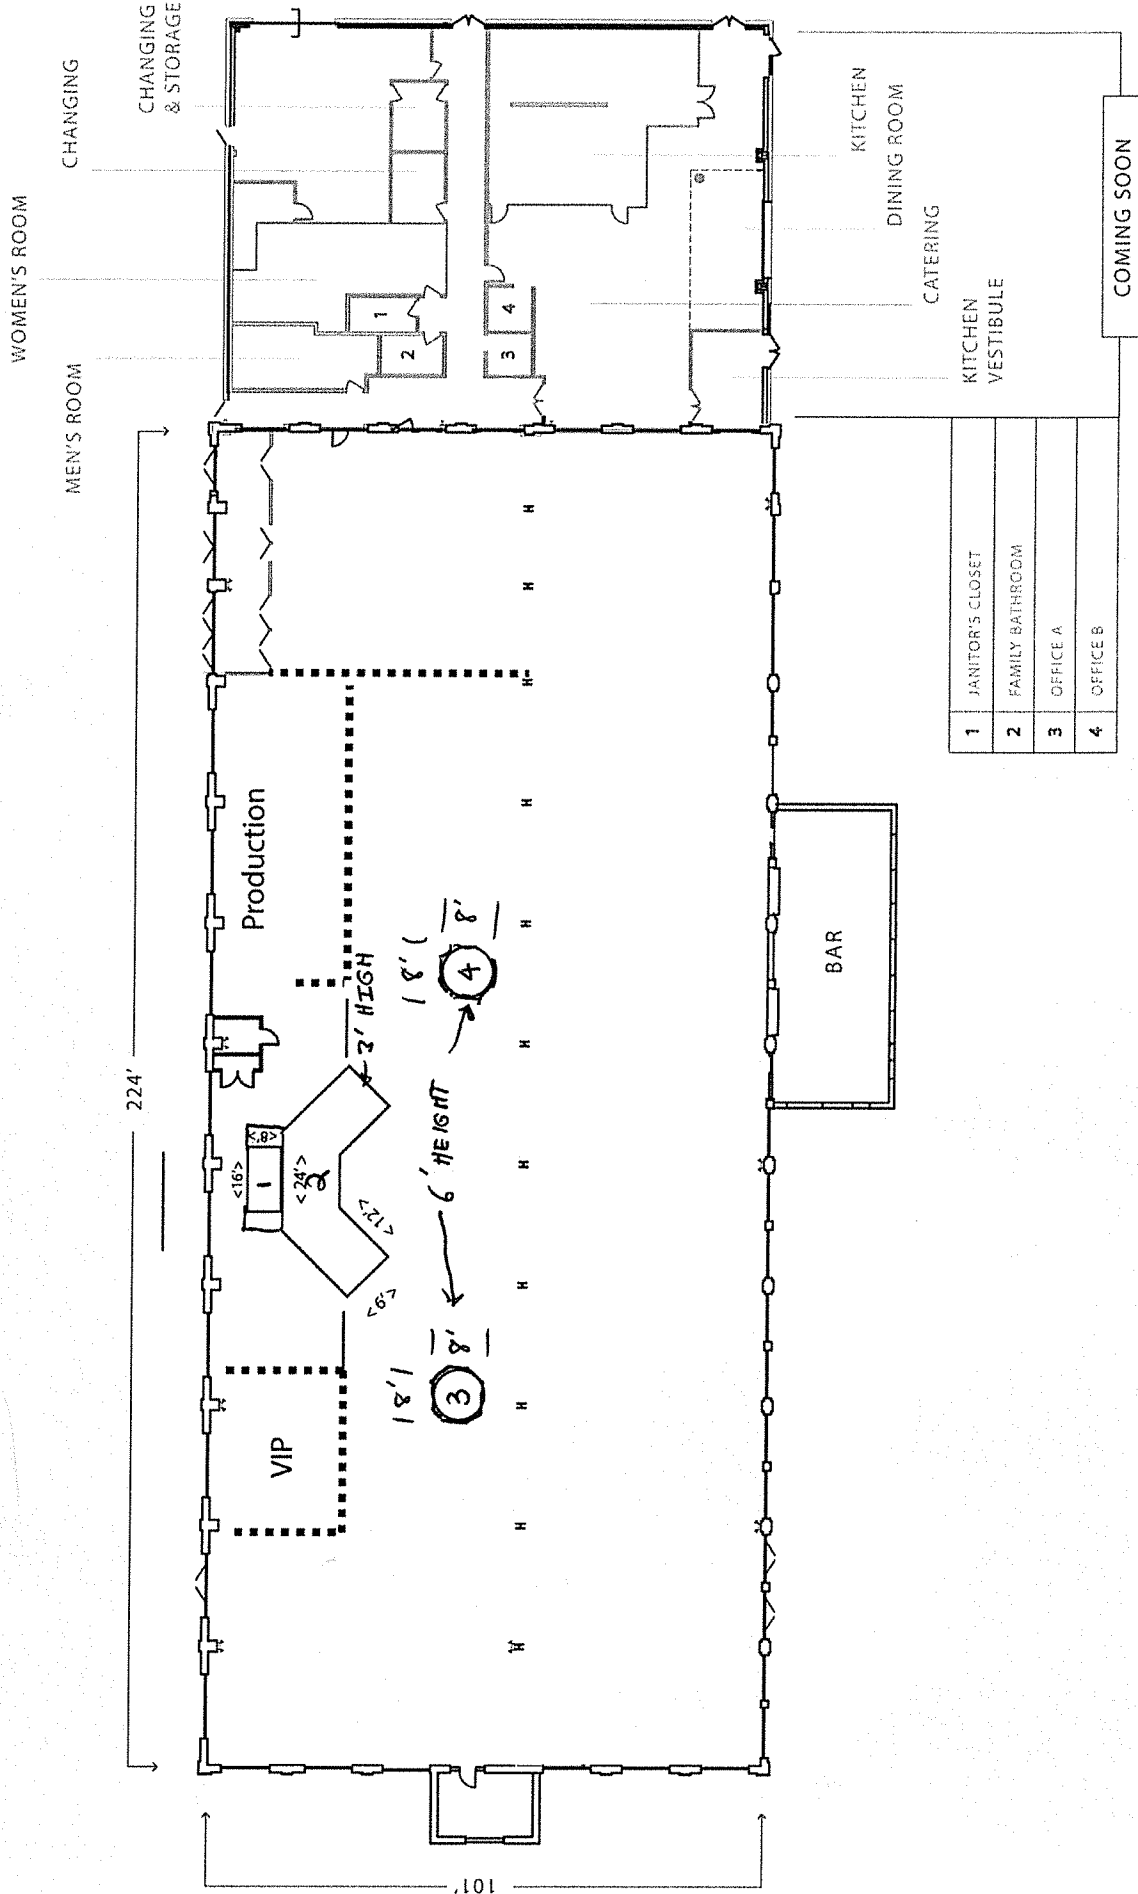 WOMEN'S ROOM
MEN'S ROOM
CHANGING
CHANGING
& STORAGE
224'
101'
VIP
Production
<16'>
<8'>
1
<24'>
2
<12'>
<6'>
3' HIGH
8'
8'
3
6' HEIGHT
8'
8'
4
BAR
1
2
3
4
KITCHEN
VESTIBULE
CATERING
DINING ROOM
KITCHEN
1 JANITOR'S CLOSET
2 FAMILY BATHROOM
3 OFFICE A
4 OFFICE B
COMING SOON